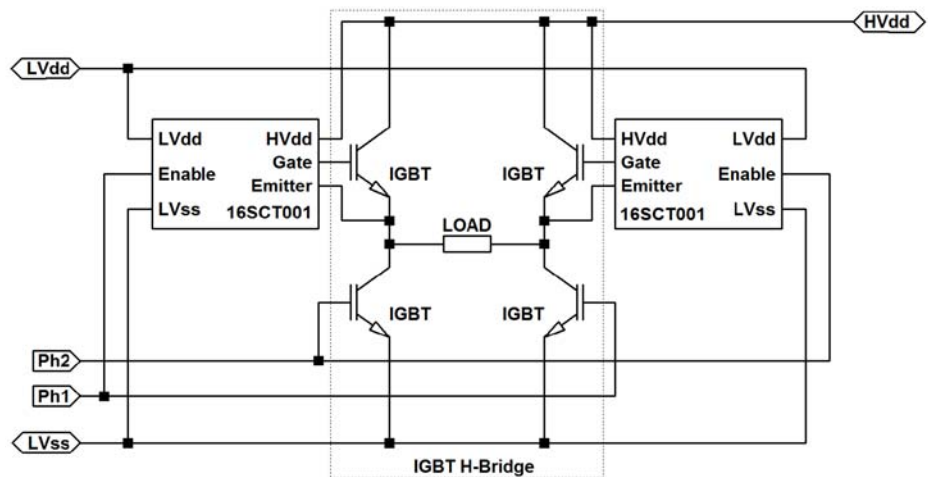 HVdd
LVdd
LVdd HVdd
Gate
Enable
Emitter
LVss
16SCT001
IGBT
IGBT
HVdd LVdd
Gate
Enable
Emitter
LVss
16SCT001
LOAD
IGBT
IGBT
Ph2
Ph1
LVss
IGBT H-Bridge